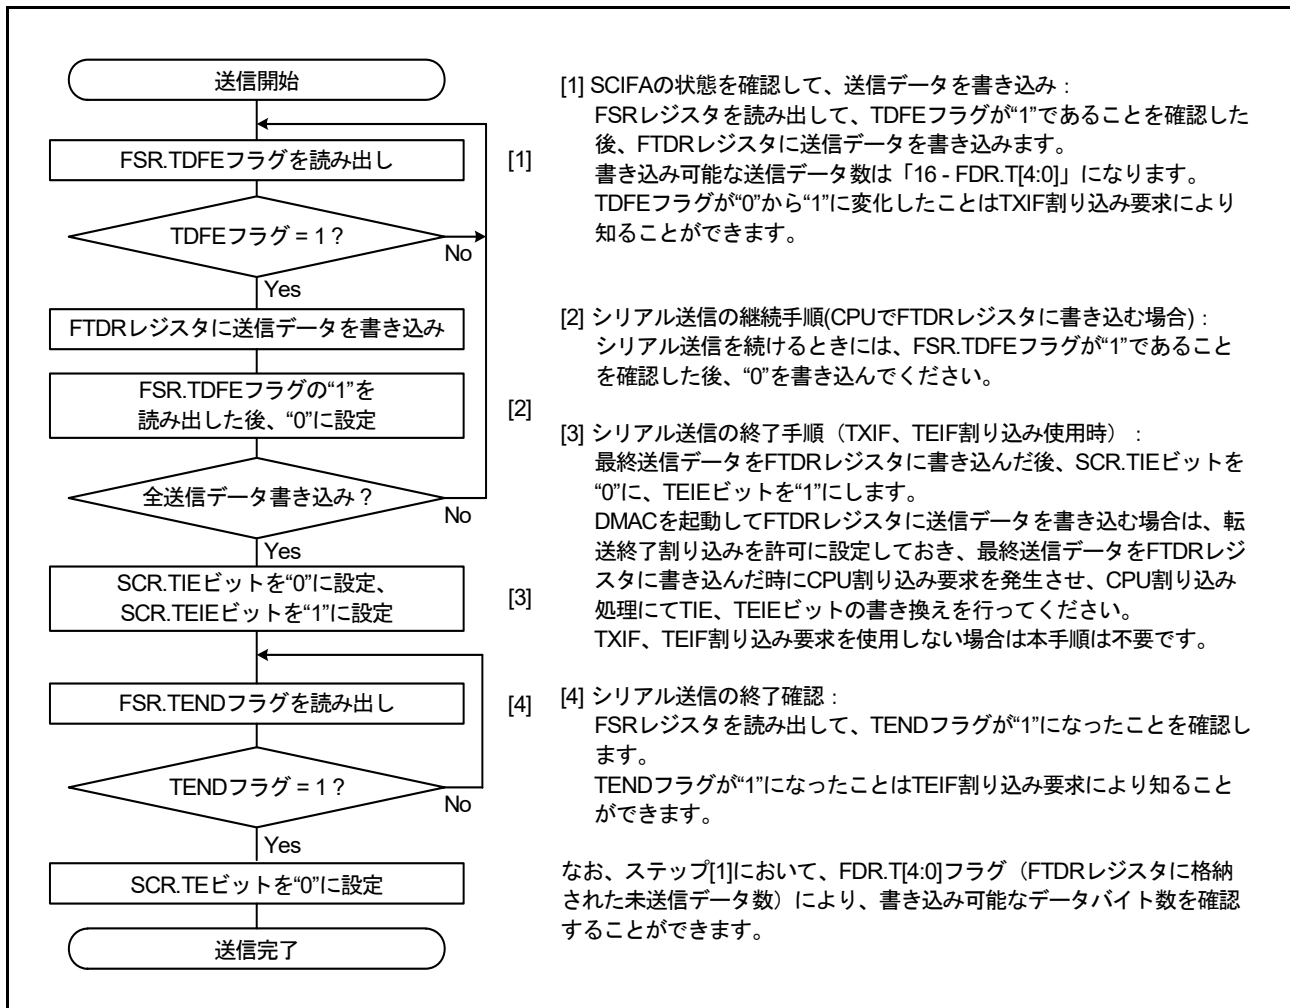 送信開始
FSR.TDFEフラグを読み出し
[1]
TDFEフラグ = 1？
No
Yes
FTDRレジスタに送信データを書き込み
FSR.TDFEフラグの“1”を
読み出した後、“0”に設定
[2]
全送信データ書き込み？
No
Yes
SCR.TIEビットを“0”に設定、
SCR.TEIEビットを“1”に設定
[3]
FSR.TENDフラグを読み出し
[4]
TENDフラグ = 1？
No
Yes
SCR.TEビットを“0”に設定
送信完了
[1] SCIFAの状態を確認して、送信データを書き込み：
FSRレジスタを読み出して、TDFEフラグが“1”であることを確認した
後、FTDRレジスタに送信データを書き込みます。
書き込み可能な送信データ数は「16 - FDR.T[4:0]」になります。
TDFEフラグが“0”から“1”に変化したことはTXIF割り込み要求により
知ることができます。
[2] シリアル送信の継続手順(CPUでFTDRレジスタに書き込む場合)：
シリアル送信を続けるときには、FSR.TDFEフラグが“1”であること
を確認した後、“0”を書き込んでください。
[3] シリアル送信の終了手順（TXIF、TEIF割り込み使用時）：
最終送信データをFTDRレジスタに書き込んだ後、SCR.TIEビットを
“0”に、TEIEビットを“1”にします。
DMACを起動してFTDRレジスタに送信データを書き込む場合は、転
送終了割り込みを許可に設定しておき、最終送信データをFTDRレジ
スタに書き込んだ時にCPU割り込み要求を発生させ、CPU割り込み
処理にてTIE、TEIEビットの書き換えを行ってください。
TXIF、TEIF割り込み要求を使用しない場合は本手順は不要です。
[4] シリアル送信の終了確認：
FSRレジスタを読み出して、TENDフラグが“1”になったことを確認し
ます。
TENDフラグが“1”になったことはTEIF割り込み要求により知ること
ができます。
なお、ステップ[1]において、FDR.T[4:0]フラグ（FTDRレジスタに格納
された未送信データ数）により、書き込み可能なデータバイト数を確認
することができます。